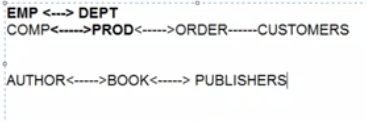 EMP <---> DEPT
COMP<----->PROD<----->ORDER------CUSTOMERS
AUTHOR<----->BOOK<-----> PUBLISHERS